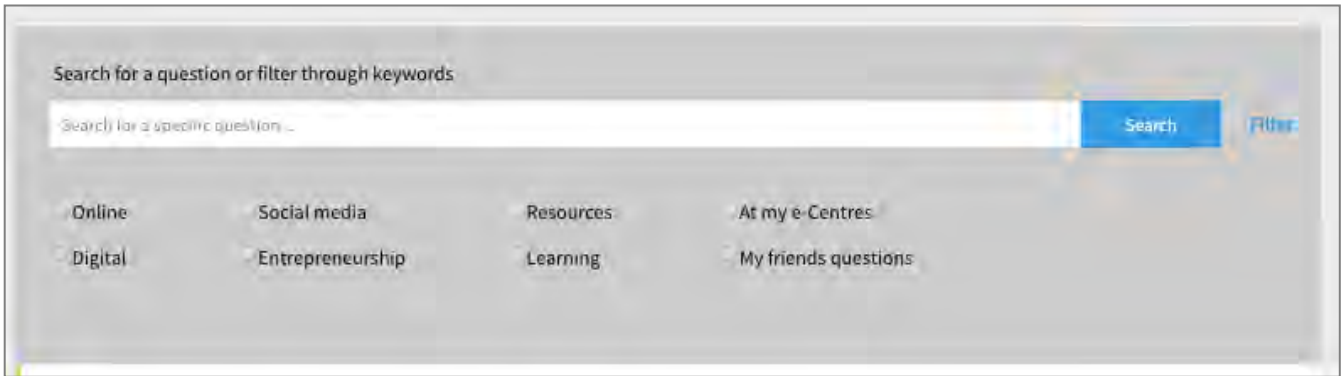 Search for a question or filter through keywords
Search for a specific question ...
Search Filter
Online Social media Resources At my e-Centres
Digital Entrepreneurship Learning My friends questions